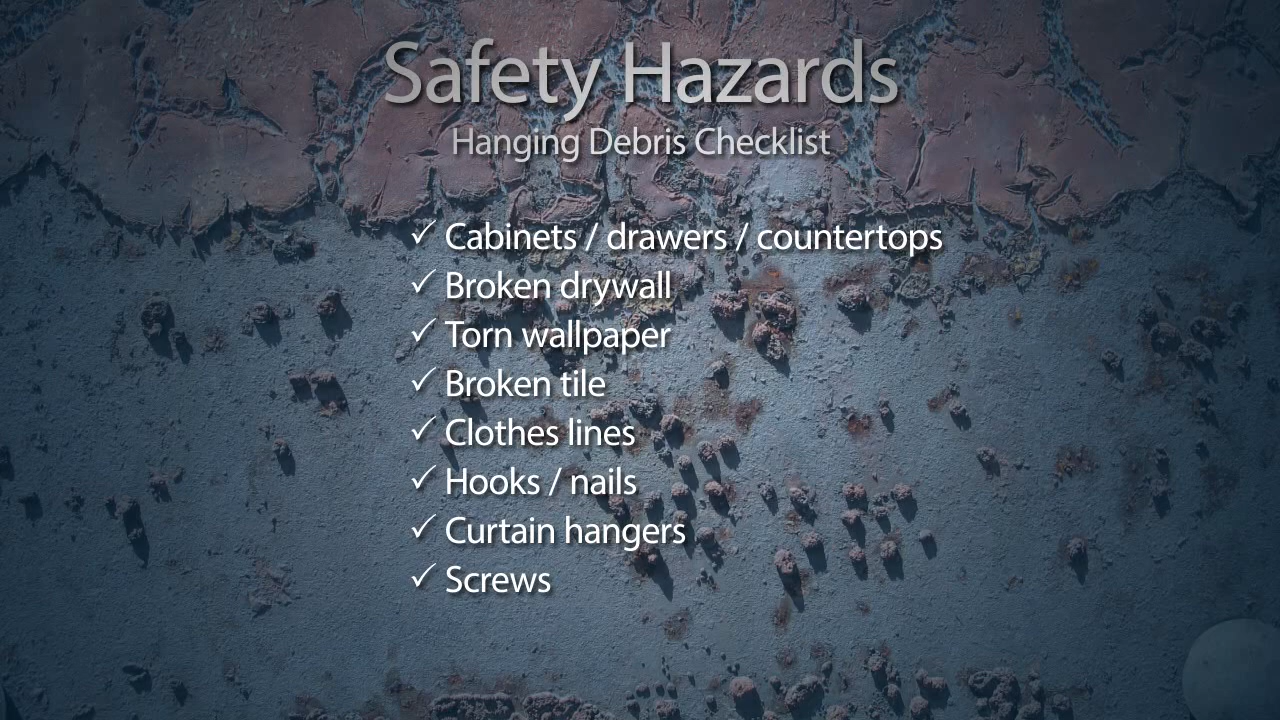 Safety Hazards
Hanging Debris Checklist
✓ Cabinets / drawers / countertops
✓ Broken drywall
✓ Torn wallpaper
✓ Broken tile
✓ Clothes lines
✓ Hooks / nails
✓ Curtain hangers
✓ Screws